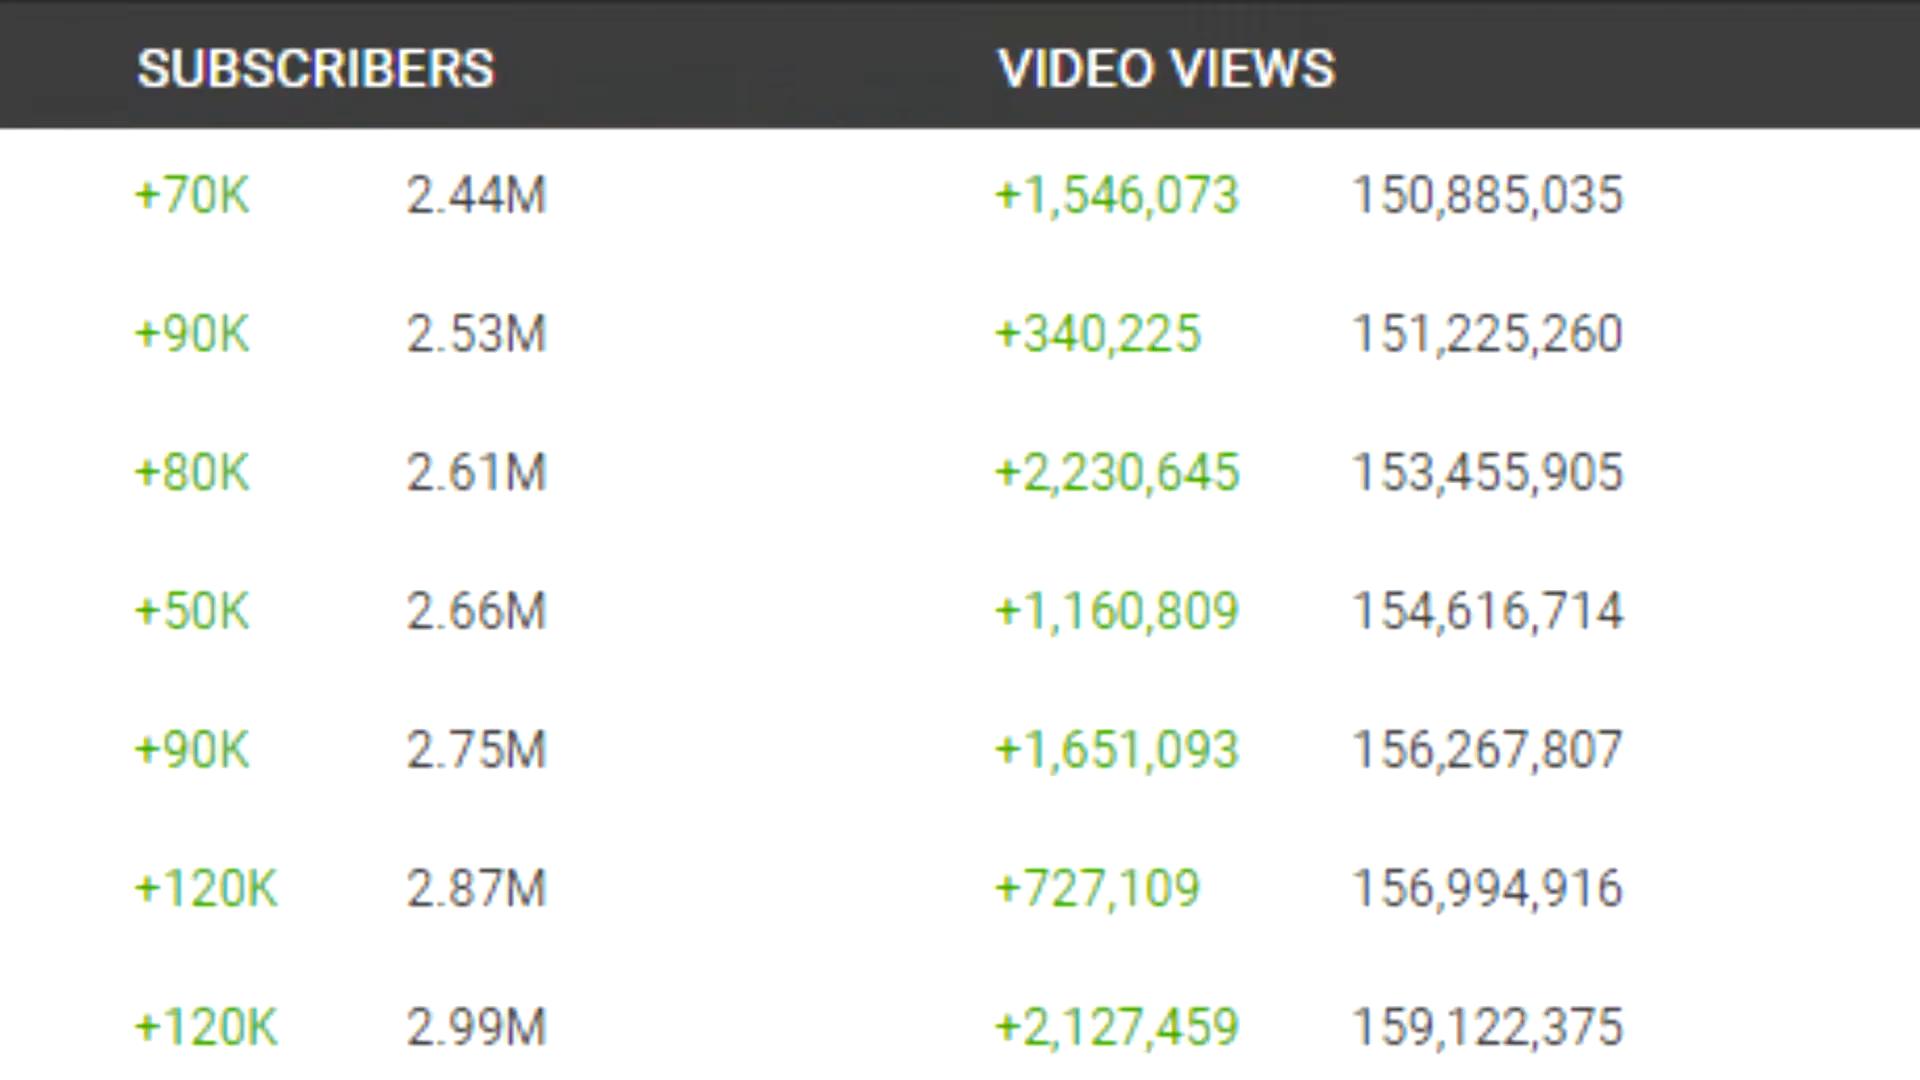 SUBSCRIBERS VIDEO VIEWS
+70K 2.44M +1,546,073 150,885,035
+90K 2.53M +340,225 151,225,260
+80K 2.61M +2,230,645 153,455,905
+50K 2.66M +1,160,809 154,616,714
+90K 2.75M +1,651,093 156,267,807
+120K 2.87M +727,109 156,994,916
+120K 2.99M +2,127,459 159,122,375